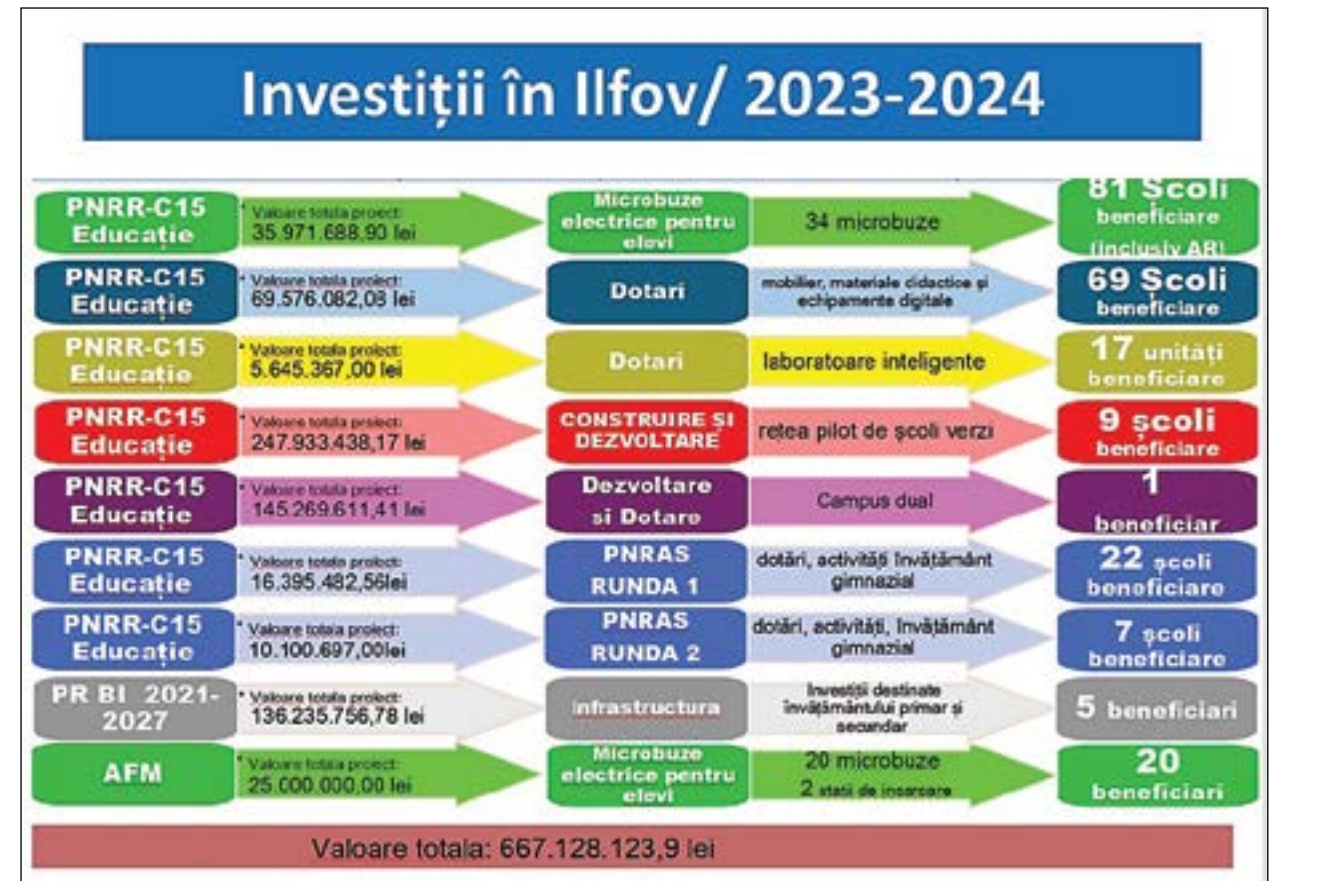 Investiții în Ilfov/ 2023-2024
PNRR-C15
Educație
* Valoare totala proiect:
35.971.688,90 lei
Microbuze
electrice pentru
elevi
34 microbuze
81 Școli
beneficiare
(inclusiv AR)
PNRR-C15
Educație
* Valoare totala proiect:
69.576.082,08 lei
Dotari
mobilier, materiale didactice și
echipamente digitale
69 Școli
beneficiare
PNRR-C15
Educație
* Valoare totala proiect:
5.645.367,00 lei
Dotari
laboratoare inteligente
17 unități
beneficiare
PNRR-C15
Educație
* Valoare totala proiect:
247.933.438,17 lei
CONSTRUIRE ȘI
DEZVOLTARE
rețea pilot de școli verzi
9 școli
beneficiare
PNRR-C15
Educație
* Valoare totala proiect:
145.269.611,41 lei
Dezvoltare
si Dotare
Campus dual
1
beneficiar
PNRR-C15
Educație
* Valoare totala proiect:
16.395.482,56lei
PNRAS
RUNDA 1
dotări, activități învățământ
gimnazial
22 școli
beneficiare
PNRR-C15
Educație
* Valoare totala proiect:
10.100.697,00lei
PNRAS
RUNDA 2
dotări, activități, învățământ
gimnazial
7 școli
beneficiare
PR BI 2021-
2027
* Valoare totala proiect:
136.235.756,78 lei
Infrastructura
Investiții destinate
învățământului primar și
secundar
5 beneficiari
AFM
* Valoare totala proiect:
25.000.000,00 lei
Microbuze
electrice pentru
elevi
20 microbuze
2 statii de incarcare
20
beneficiari
Valoare totala: 667.128.123,9 lei